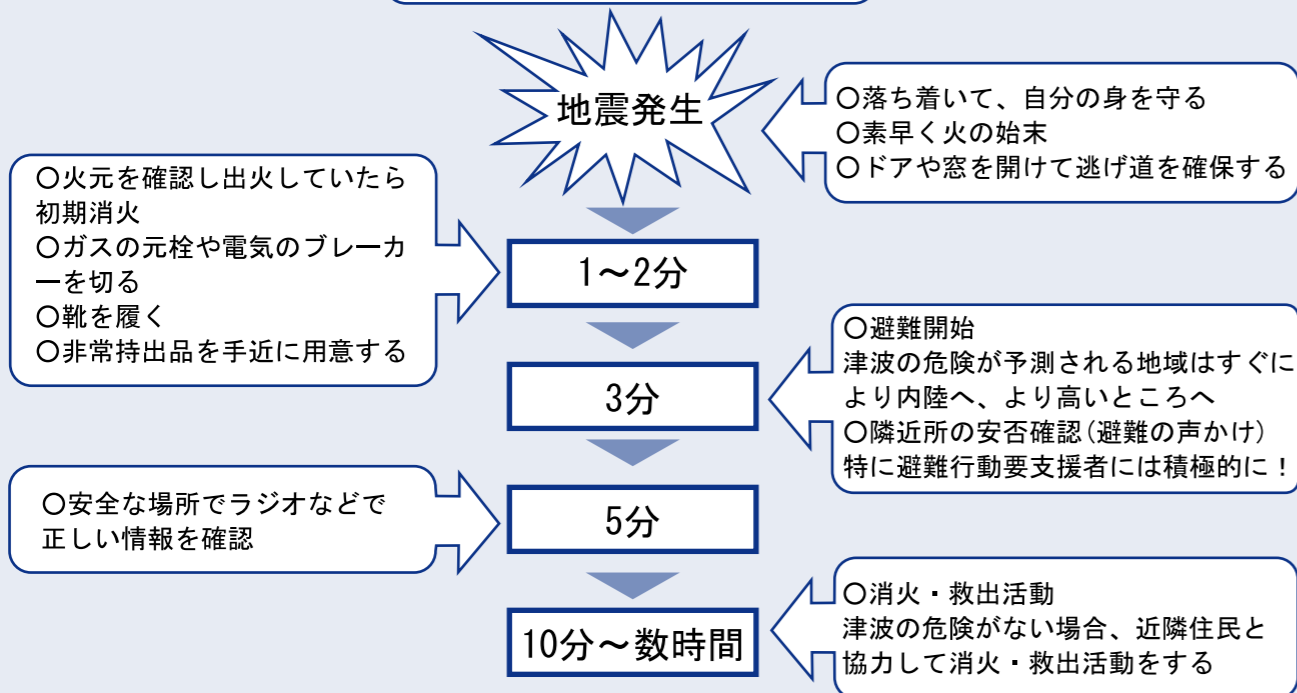 地震発生
○落ち着いて、自分の身を守る
○素早く火の始末
○ドアや窓を開けて逃げ道を確保する
1～2分
○火元を確認し出火していたら
初期消火
○ガスの元栓や電気のブレーカ
ーを切る
○靴を履く
○非常持出品を手近に用意する
3分
○避難開始
津波の危険が予測される地域はすぐに
より内陸へ、より高いところへ
○隣近所の安否確認(避難の声かけ)
特に避難行動要支援者には積極的に！
5分
○安全な場所でラジオなどで
正しい情報を確認
10分～数時間
○消火・救出活動
津波の危険がない場合、近隣住民と
協力して消火・救出活動をする